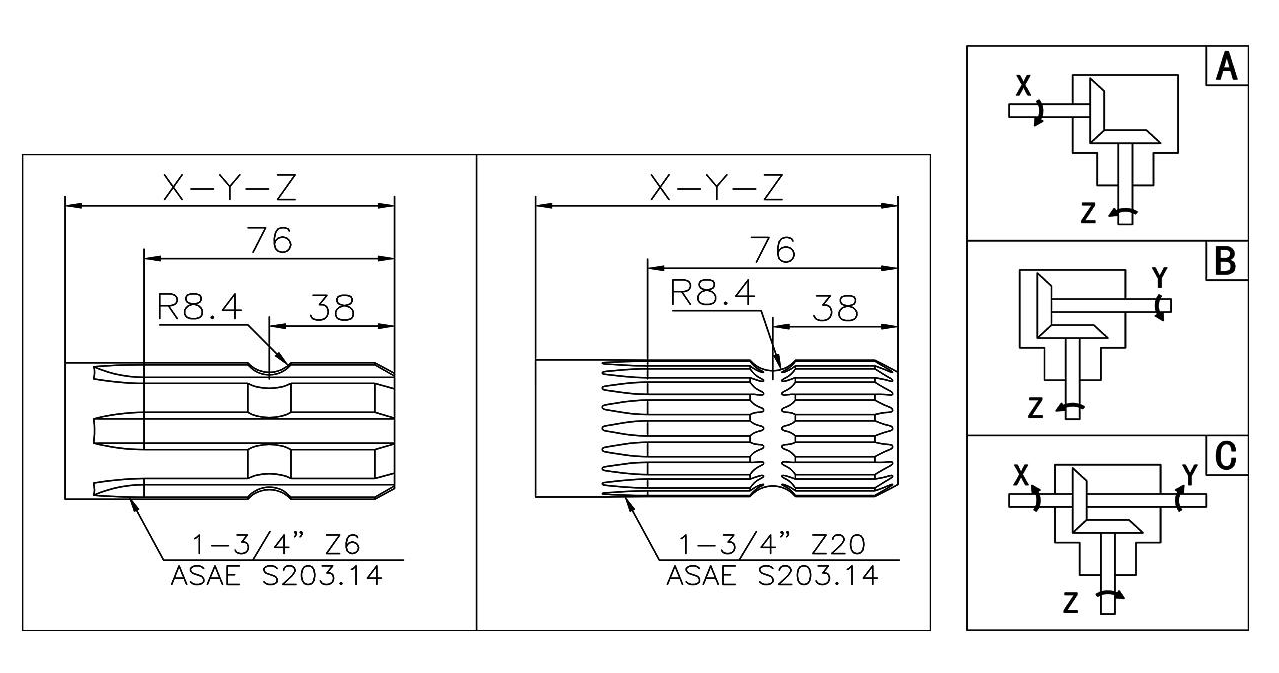 X-Y-Z
76
R8.4
38
1-3/4” Z6
ASAE S203.14
X-Y-Z
76
R8.4
38
1-3/4” Z20
ASAE S203.14
A
X
Z
B
Y
Z
C
X
Y
Z